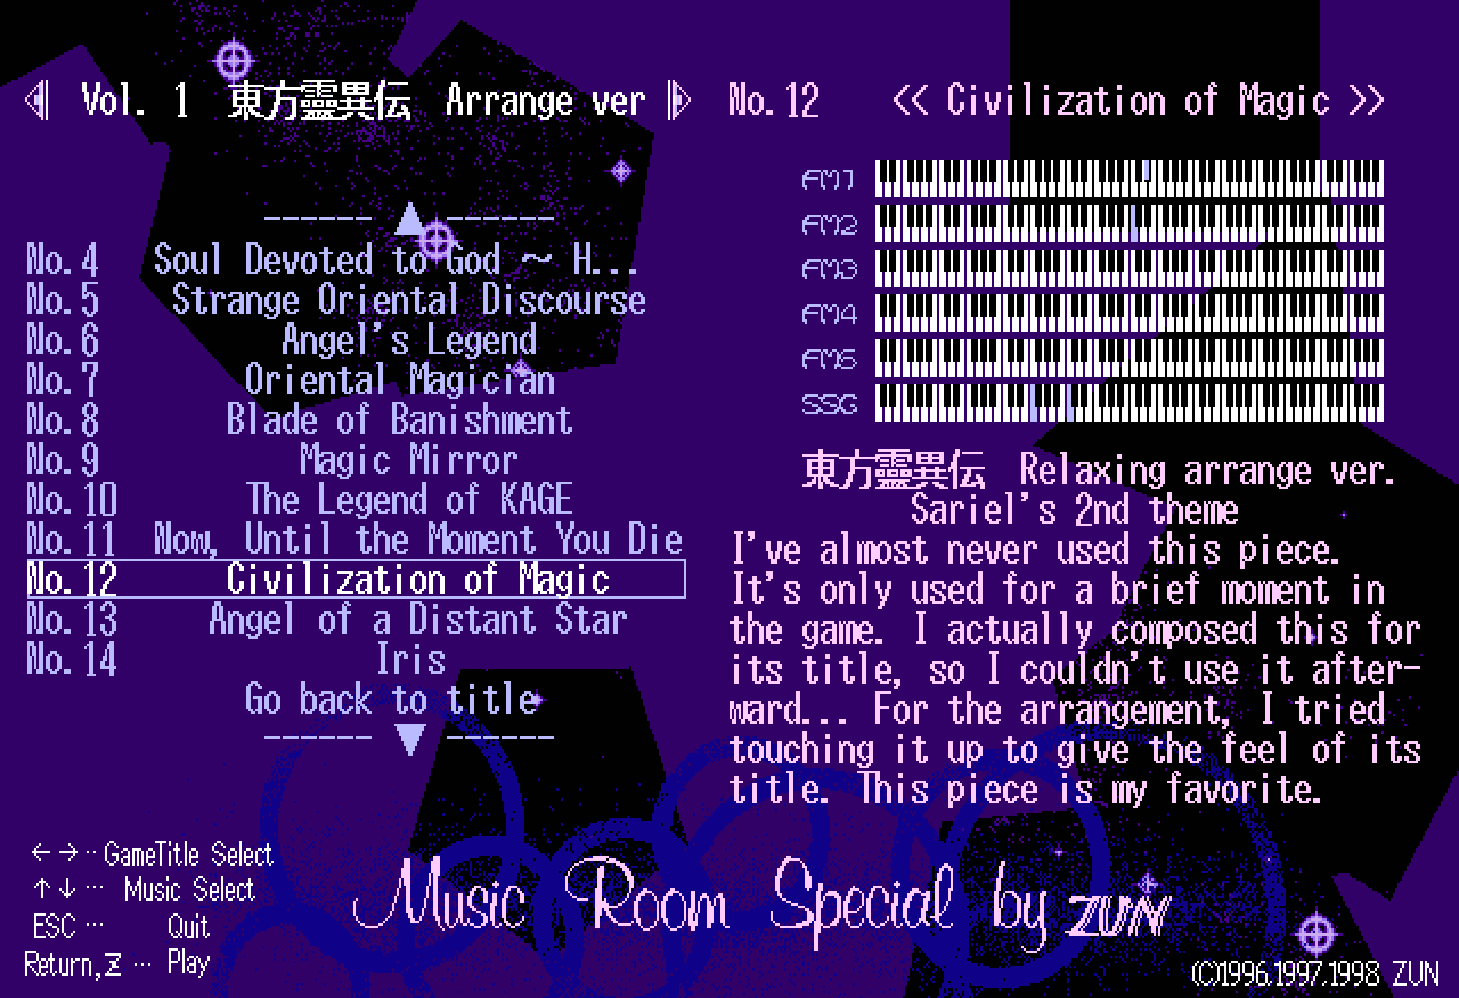 Vol. 1 東方靈異伝 Arrange ver
------ ▲ ------
No.4 Soul Devoted to God ～ H...
No.5 Strange Oriental Discourse
No.6 Angel's Legend
No.7 Oriental Magician
No.8 Blade of Banishment
No.9 Magic Mirror
No.10 The Legend of KAGE
No.11 Now, Until the Moment You Die
No.12 Civilization of Magic
No.13 Angel of a Distant Star
No.14 Iris
Go back to title
------ ▼ ------
No.12 << Civilization of Magic >>
FM1
FM2
FM3
FM4
FM6
SSG
東方靈異伝 Relaxing arrange ver.
Sariel's 2nd theme
I've almost never used this piece.
It's only used for a brief moment in
the game. I actually composed this for
its title, so I couldn't use it after-
ward... For the arrangement, I tried
touching it up to give the feel of its
title. This piece is my favorite.
←→‥GameTitle Select
↑↓… Music Select
ESC… Quit
Return,Z … Play
Music Room Special by ZUN
(C)1996,1997,1998 ZUN